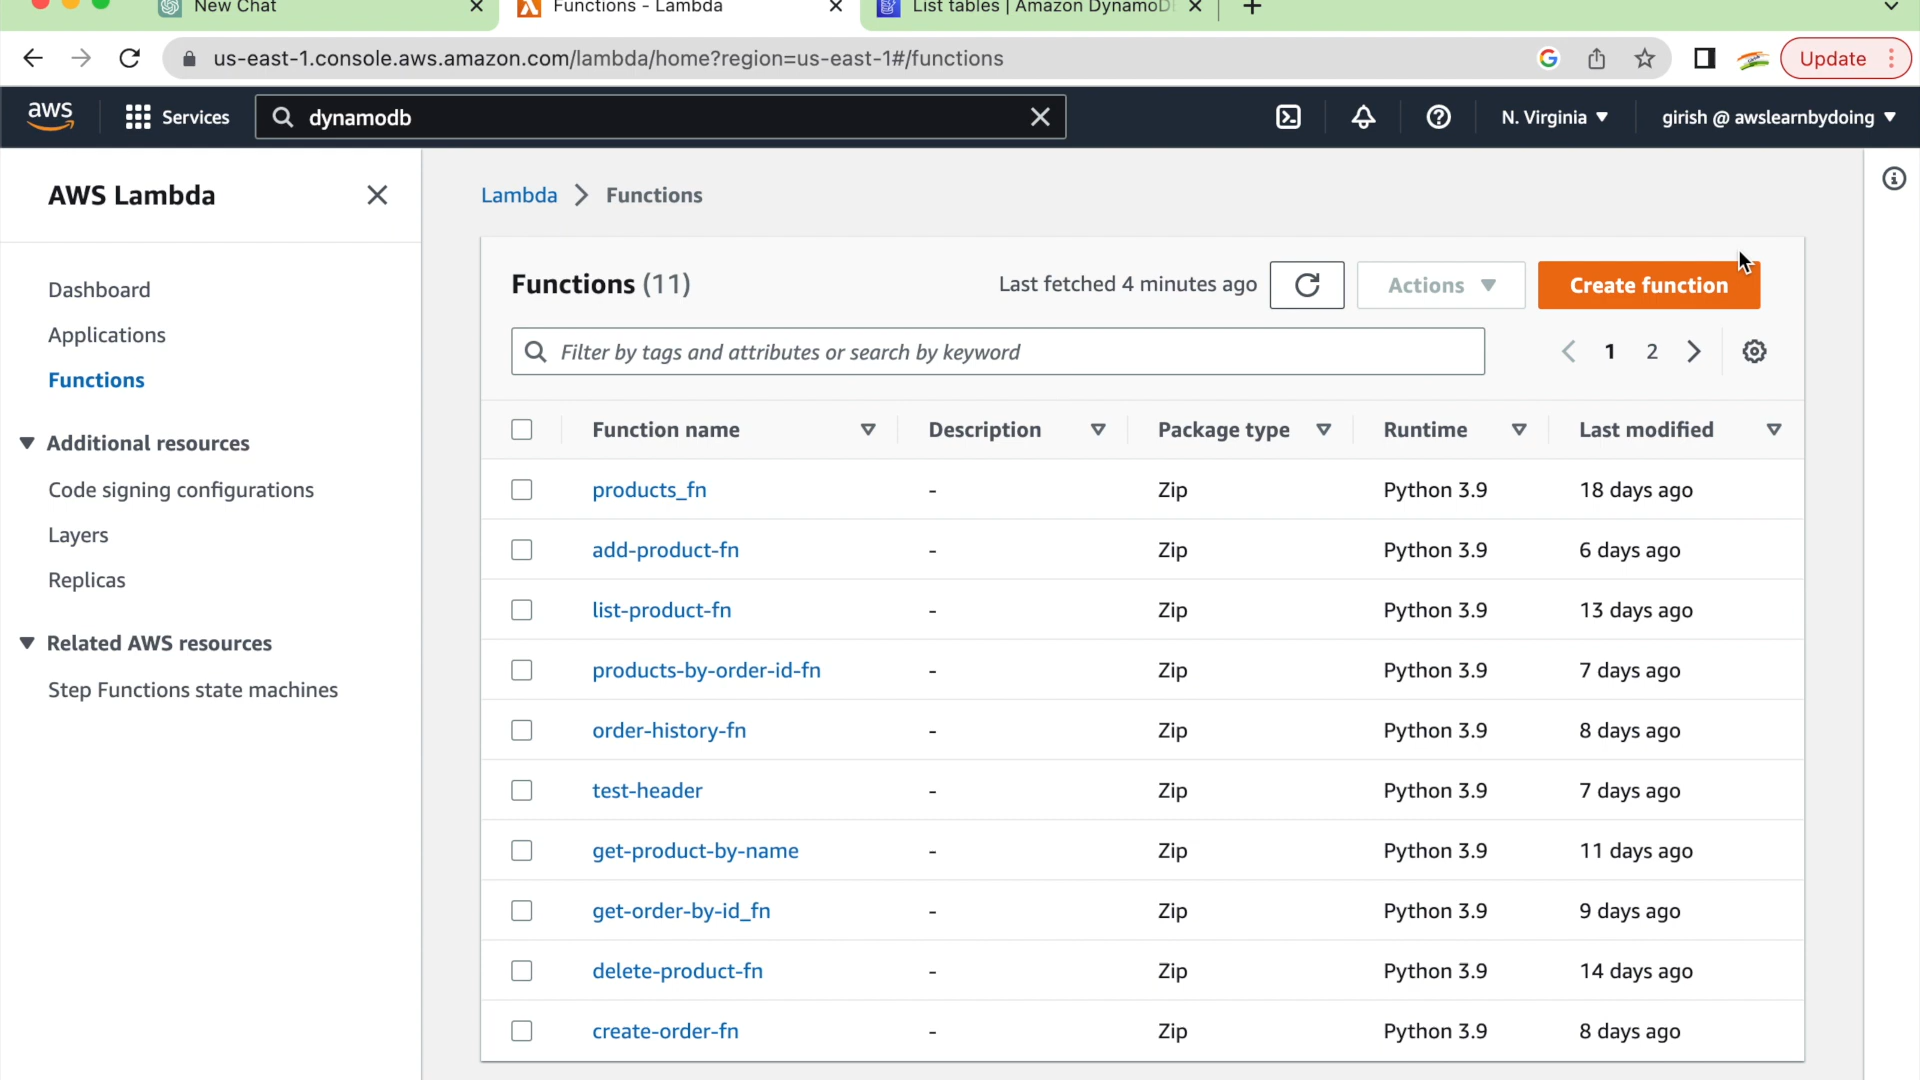 New Chat
Functions - Lambda
List tables | Amazon DynamoD
us-east-1.console.aws.amazon.com/lambda/home?region=us-east-1#/functions
Update
aws
Services
dynamodb
N. Virginia
girish @ awslearnbydoing
AWS Lambda
Dashboard
Applications
Functions
Additional resources
Code signing configurations
Layers
Replicas
Related AWS resources
Step Functions state machines
Lambda > Functions
Functions (11)
Last fetched 4 minutes ago
Actions
Create function
Filter by tags and attributes or search by keyword
1 2
Function name Description Package type Runtime Last modified
products_fn - Zip Python 3.9 18 days ago
add-product-fn - Zip Python 3.9 6 days ago
list-product-fn - Zip Python 3.9 13 days ago
products-by-order-id-fn - Zip Python 3.9 7 days ago
order-history-fn - Zip Python 3.9 8 days ago
test-header - Zip Python 3.9 7 days ago
get-product-by-name - Zip Python 3.9 11 days ago
get-order-by-id_fn - Zip Python 3.9 9 days ago
delete-product-fn - Zip Python 3.9 14 days ago
create-order-fn - Zip Python 3.9 8 days ago